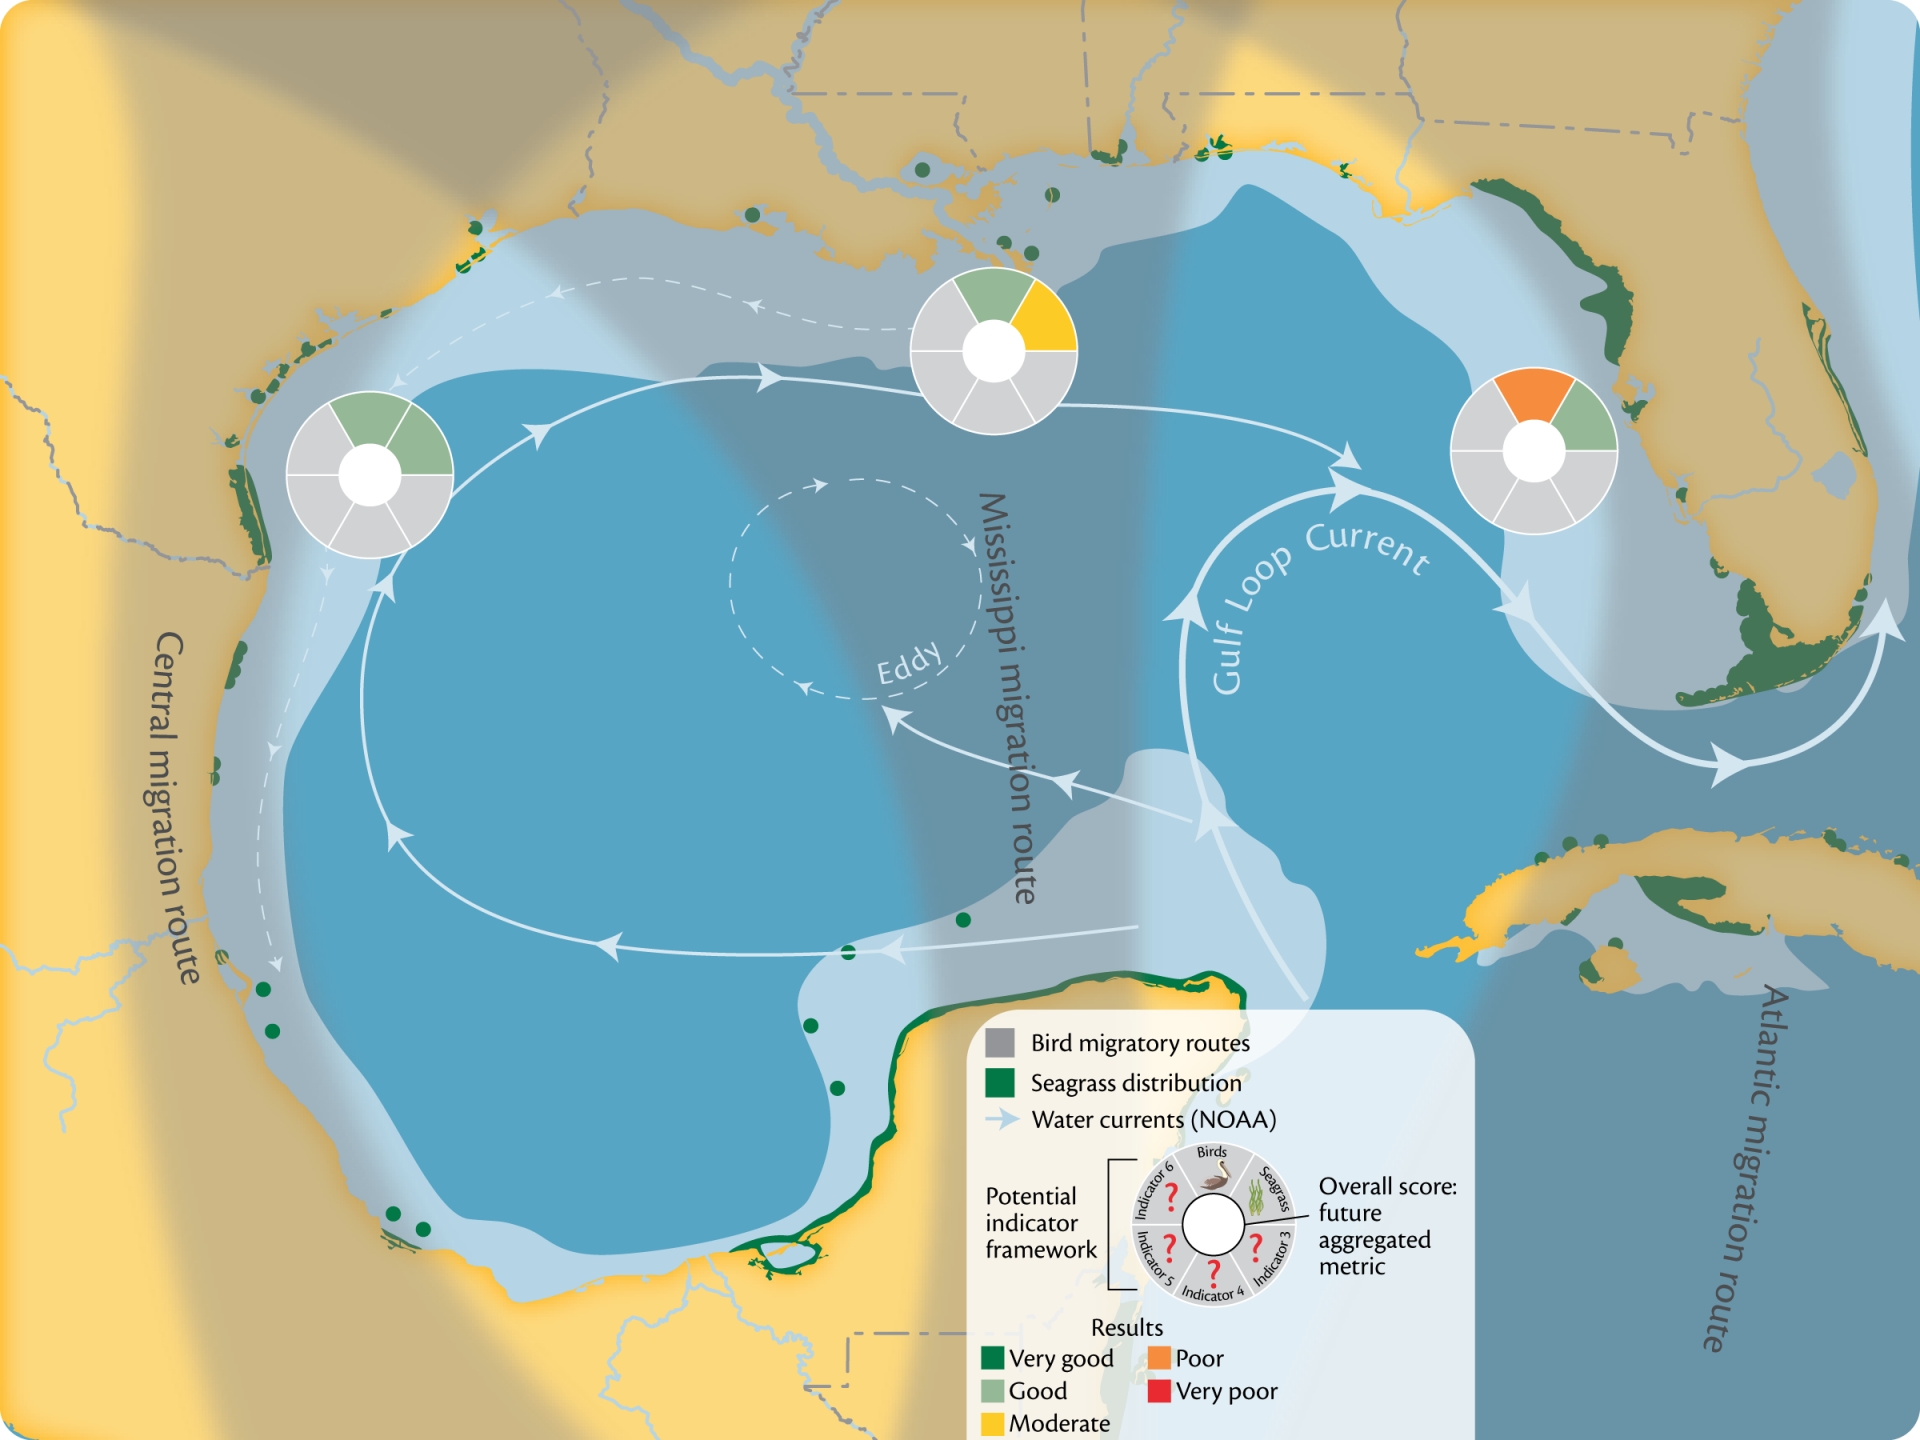 Gulf Loop Current
Eddy
Mississippi migration route
Central migration route
Atlantic migration route
Bird migratory routes
Seagrass distribution
Water currents (NOAA)
Potential
indicator
framework
Birds
Seagrass
Indicator 3
?
Indicator 4
?
Indicator 5
?
Indicator 6
?
Overall score:
future
aggregated
metric
Results
Very good
Good
Moderate
Poor
Very poor